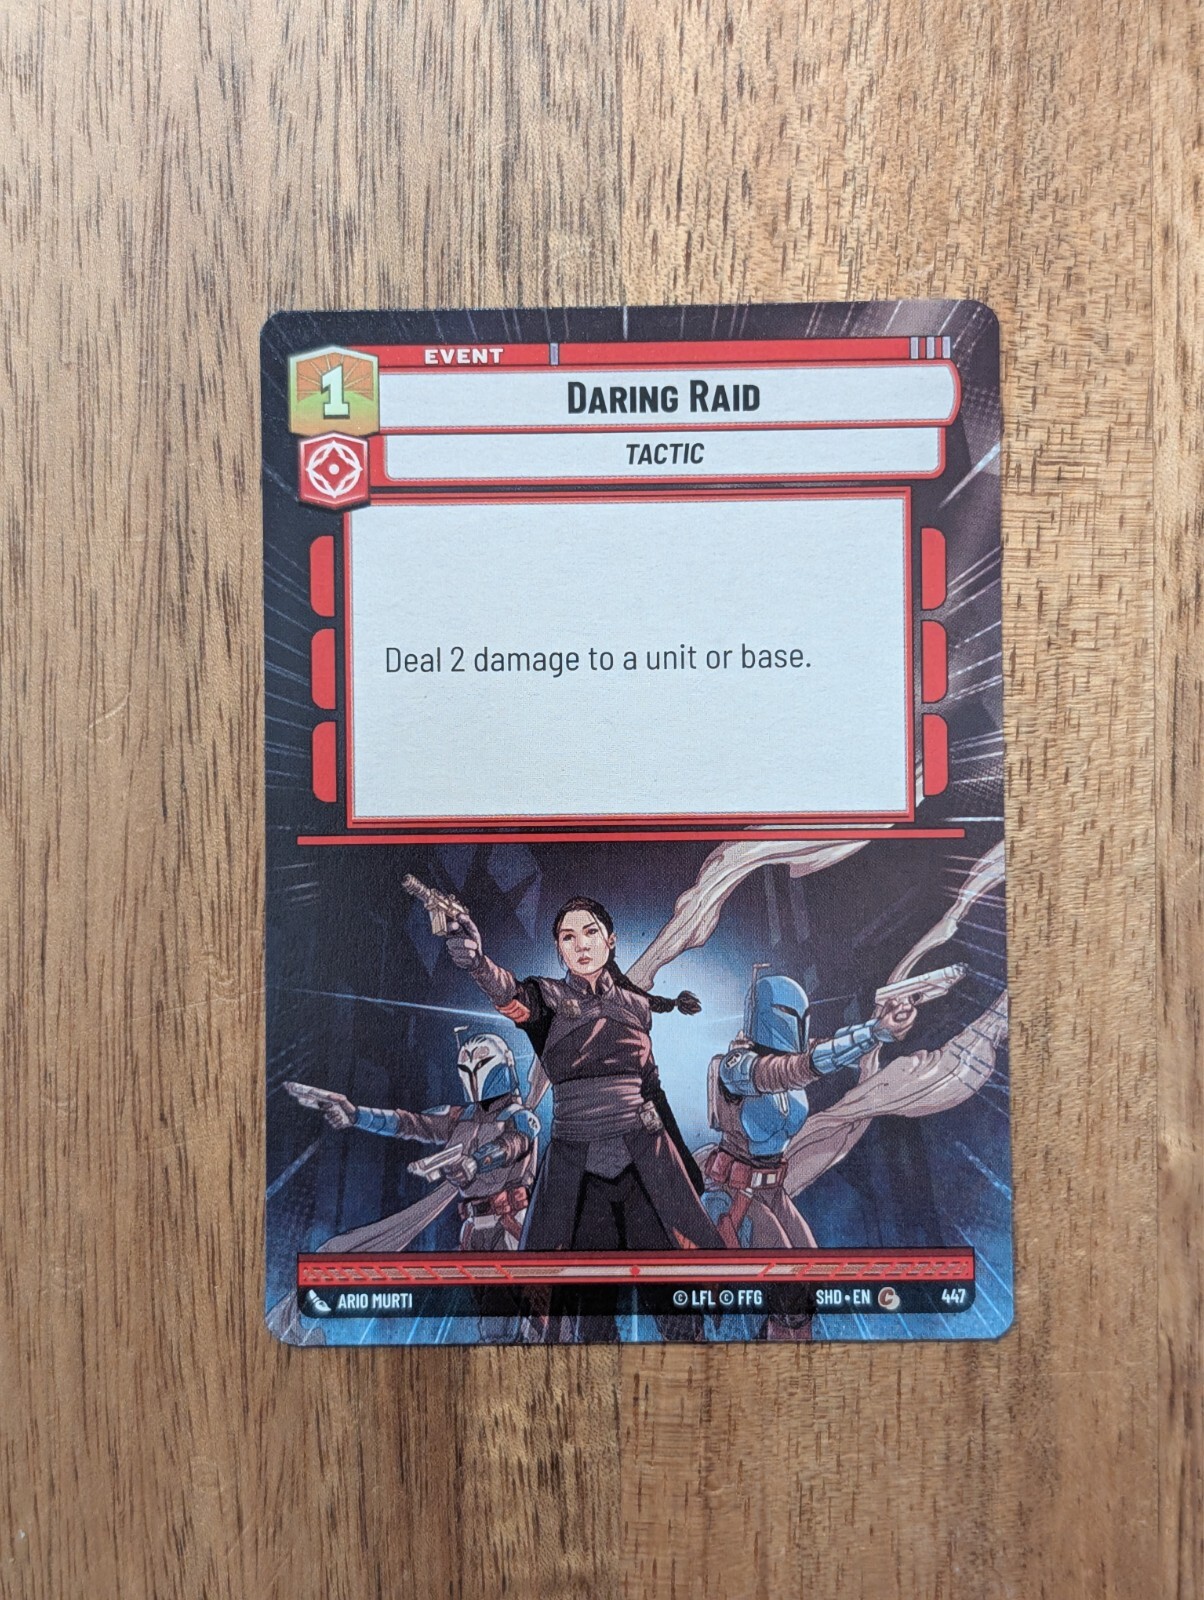 EVENT
1
DARING RAID
TACTIC
Deal 2 damage to a unit or base.
ARIO MURTI © LFL © FFG SHD • EN C 447